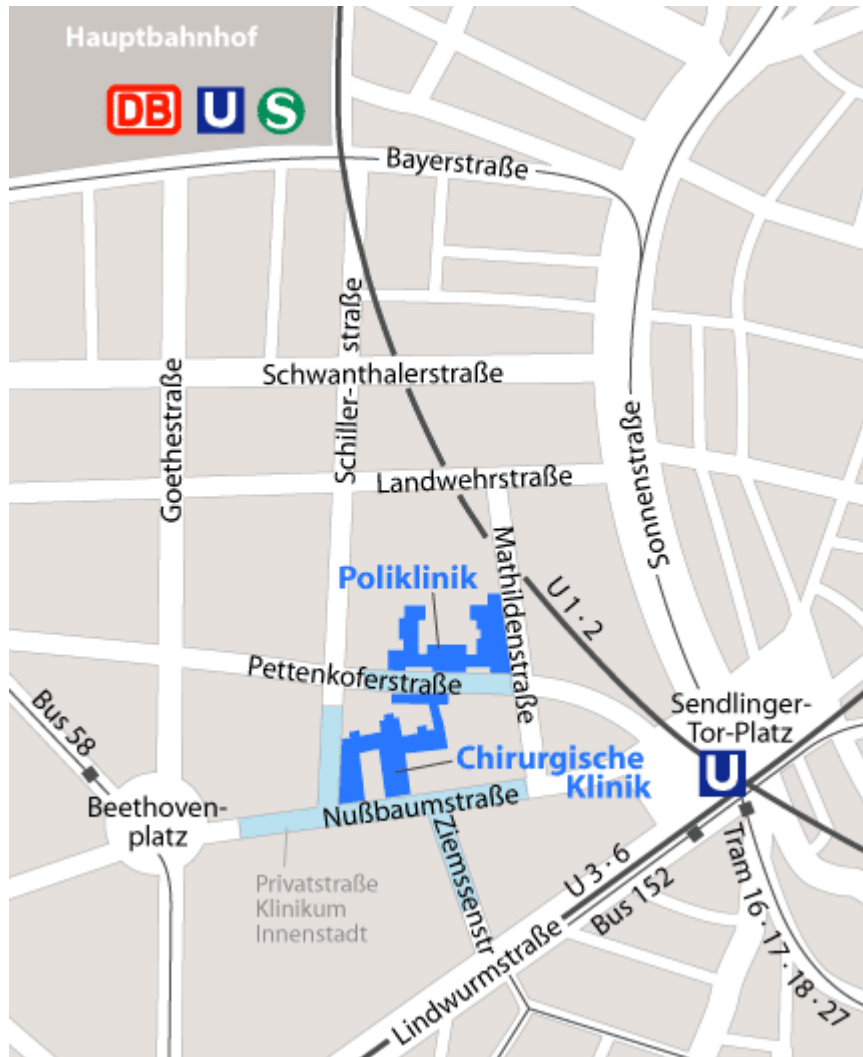 Hauptbahnhof
DB U S
Bayerstraße
Schiller-straße
Schwanthalerstraße
Goethestraße
Landwehrstraße
Sonnenstraße
Mathildenstraße
Poliklinik
U 1 · 2
Pettenkoferstraße
Sendlinger-
Tor-Platz
U
Bus 58
Chirurgische
Klinik
Beethoven-
platz
Nußbaumstraße
Ziemssenstr
Privatstraße
Klinikum
Innenstadt
U 3 · 6
Bus 152
Tram 16 · 17 · 18 · 27
Lindwurmstraße